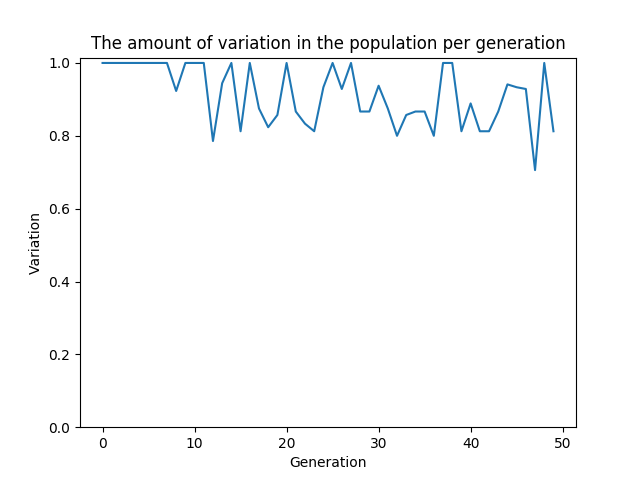 The amount of variation in the population per generation
1.0
0.8
0.6
0.4
0.2
0.0
Variation
0 10 20 30 40 50
Generation